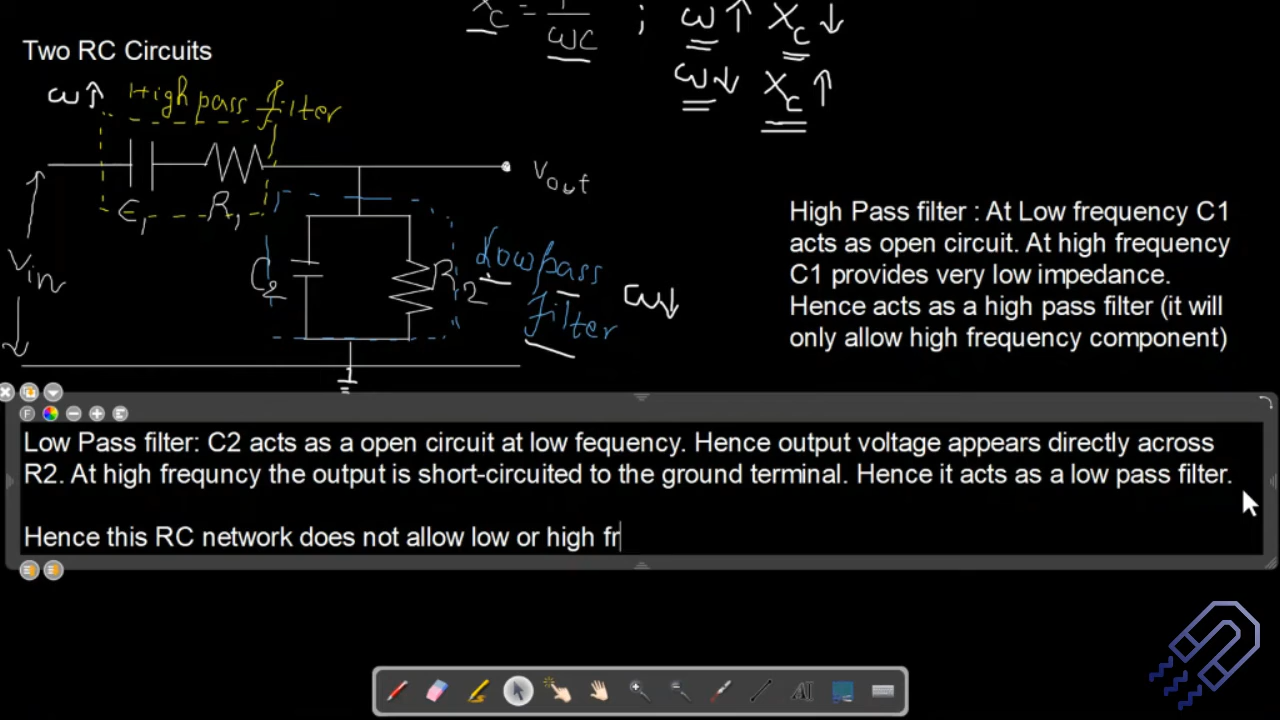 Xc = 1/ωC ; ω↑ Xc↓
ω↓ Xc↑
Two RC Circuits
ω↑ High pass filter
Vout
C1 R1
Vin
C2 R2
Low pass
filter
ω↓
High Pass filter : At Low frequency C1
acts as open circuit. At high frequency
C1 provides very low impedance.
Hence acts as a high pass filter (it will
only allow high frequency component)
F
Low Pass filter: C2 acts as a open circuit at low fequency. Hence output voltage appears directly across
R2. At high frequncy the output is short-circuited to the ground terminal. Hence it acts as a low pass filter.
Hence this RC network does not allow low or high fr
AI